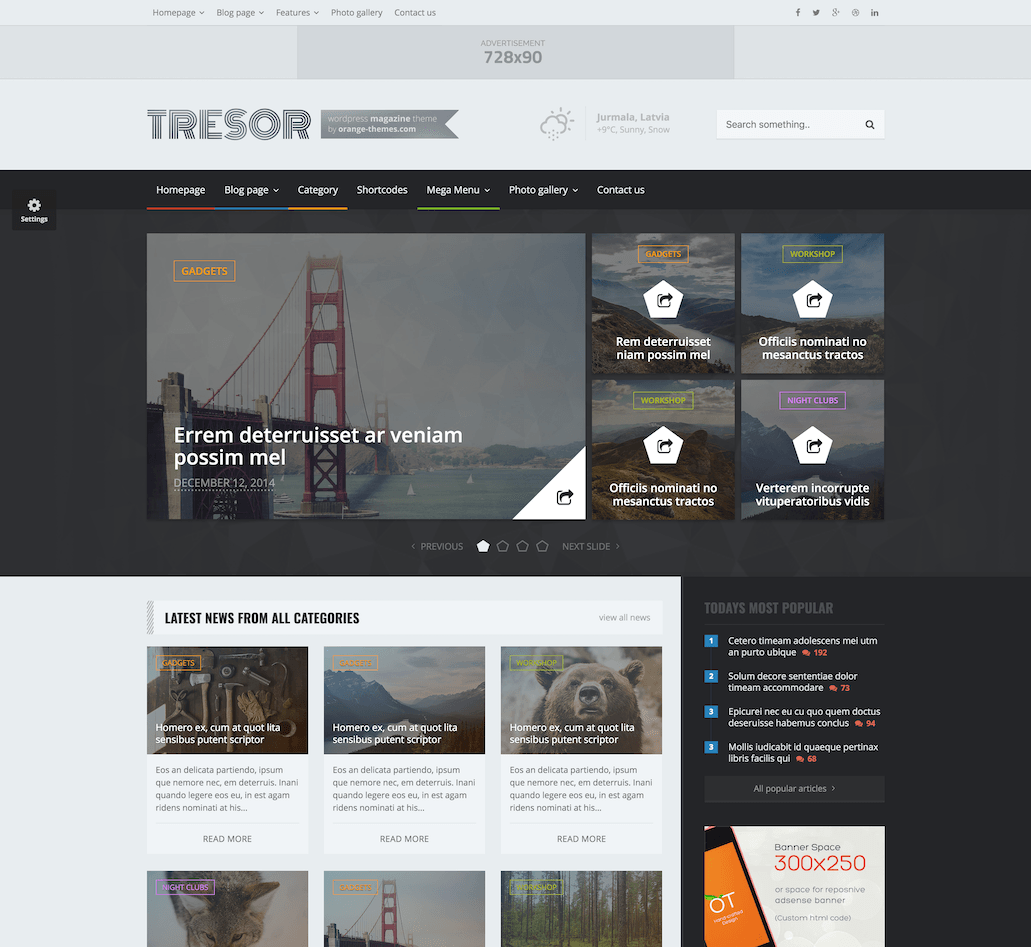 Homepage Blog page Features Photo gallery Contact us
ADVERTISEMENT
728x90
TRESOR
wordpress magazine theme
by orange-themes.com
Jurmala, Latvia
+9°C, Sunny, Snow
Search something..
Homepage Blog page Category Shortcodes Mega Menu Photo gallery Contact us
Settings
GADGETS
Errem deterruisset ar veniam
possim mel
DECEMBER 12, 2014
GADGETS
Rem deterruisset
niam possim mel
WORKSHOP
Officiis nominati no
mesanctus tractos
WORKSHOP
Officiis nominati no
mesanctus tractos
NIGHT CLUBS
Verterem incorrupte
vituperatoribus vidis
PREVIOUS NEXT SLIDE
LATEST NEWS FROM ALL CATEGORIES
view all news
GADGETS
Homero ex, cum at quot lita
sensibus putent scriptor
Eos an delicata partiendo, ipsum
que nemore nec, em deterruis. Inani
quando legere eos eu, in est agam
ridens nominati at his...
READ MORE
GADGETS
Homero ex, cum at quot lita
sensibus putent scriptor
Eos an delicata partiendo, ipsum
que nemore nec, em deterruis. Inani
quando legere eos eu, in est agam
ridens nominati at his...
READ MORE
WORKSHOP
Homero ex, cum at quot lita
sensibus putent scriptor
Eos an delicata partiendo, ipsum
que nemore nec, em deterruis. Inani
quando legere eos eu, in est agam
ridens nominati at his...
READ MORE
NIGHT CLUBS
GADGETS
WORKSHOP
TODAYS MOST POPULAR
1 Cetero timeam adolescens mei utm
an purto ubique 192
2 Solum decore sententiae dolor
timeam accommodare 73
3 Epicurei nec eu cu quo quem doctus
deseruisse habemus conclus 94
3 Mollis iudicabit id quaeque pertinax
libris facilis qui 68
All popular articles
Banner Space
300x250
or space for reposnive
adsense banner
(Custom html code)
OT
Hand-crafted
Design